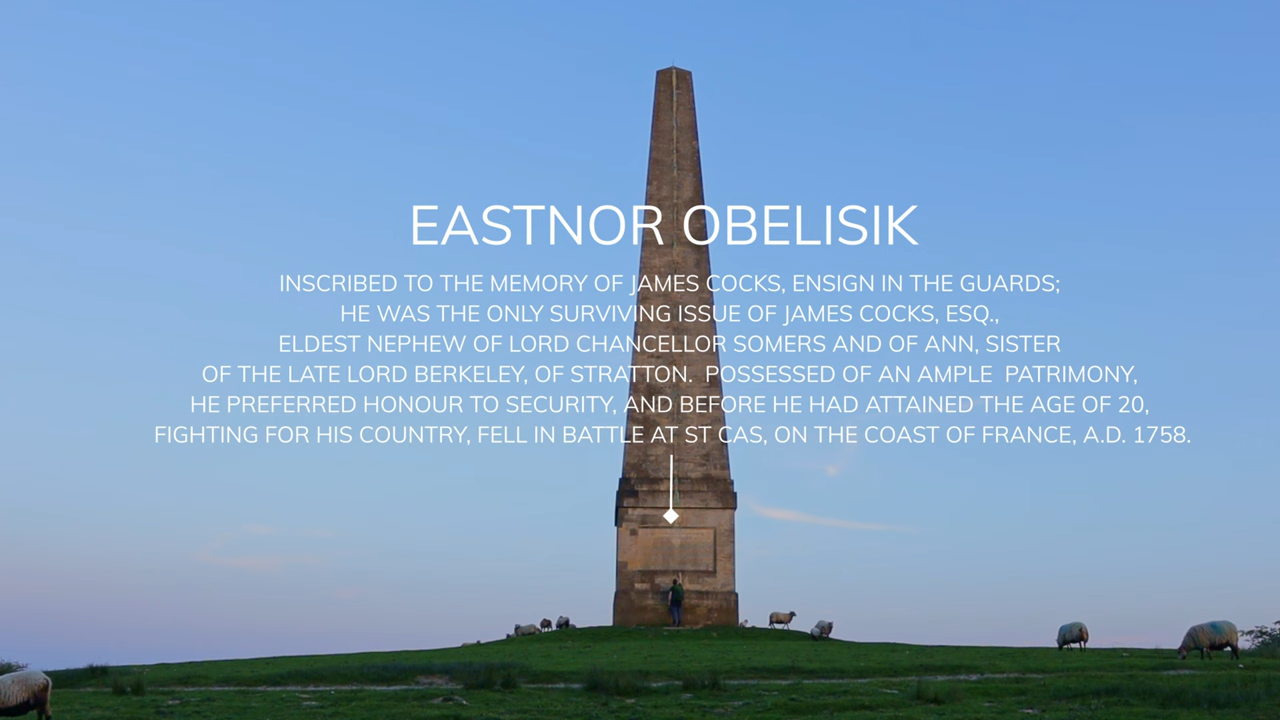 EASTNOR OBELISIK
INSCRIBED TO THE MEMORY OF JAMES COCKS, ENSIGN IN THE GUARDS;
HE WAS THE ONLY SURVIVING ISSUE OF JAMES COCKS, ESQ.,
ELDEST NEPHEW OF LORD CHANCELLOR SOMERS AND OF ANN, SISTER
OF THE LATE LORD BERKELEY, OF STRATTON.  POSSESSED OF AN AMPLE  PATRIMONY,
HE PREFERRED HONOUR TO SECURITY, AND BEFORE HE HAD ATTAINED THE AGE OF 20,
FIGHTING FOR HIS COUNTRY, FELL IN BATTLE AT ST CAS, ON THE COAST OF FRANCE, A.D. 1758.